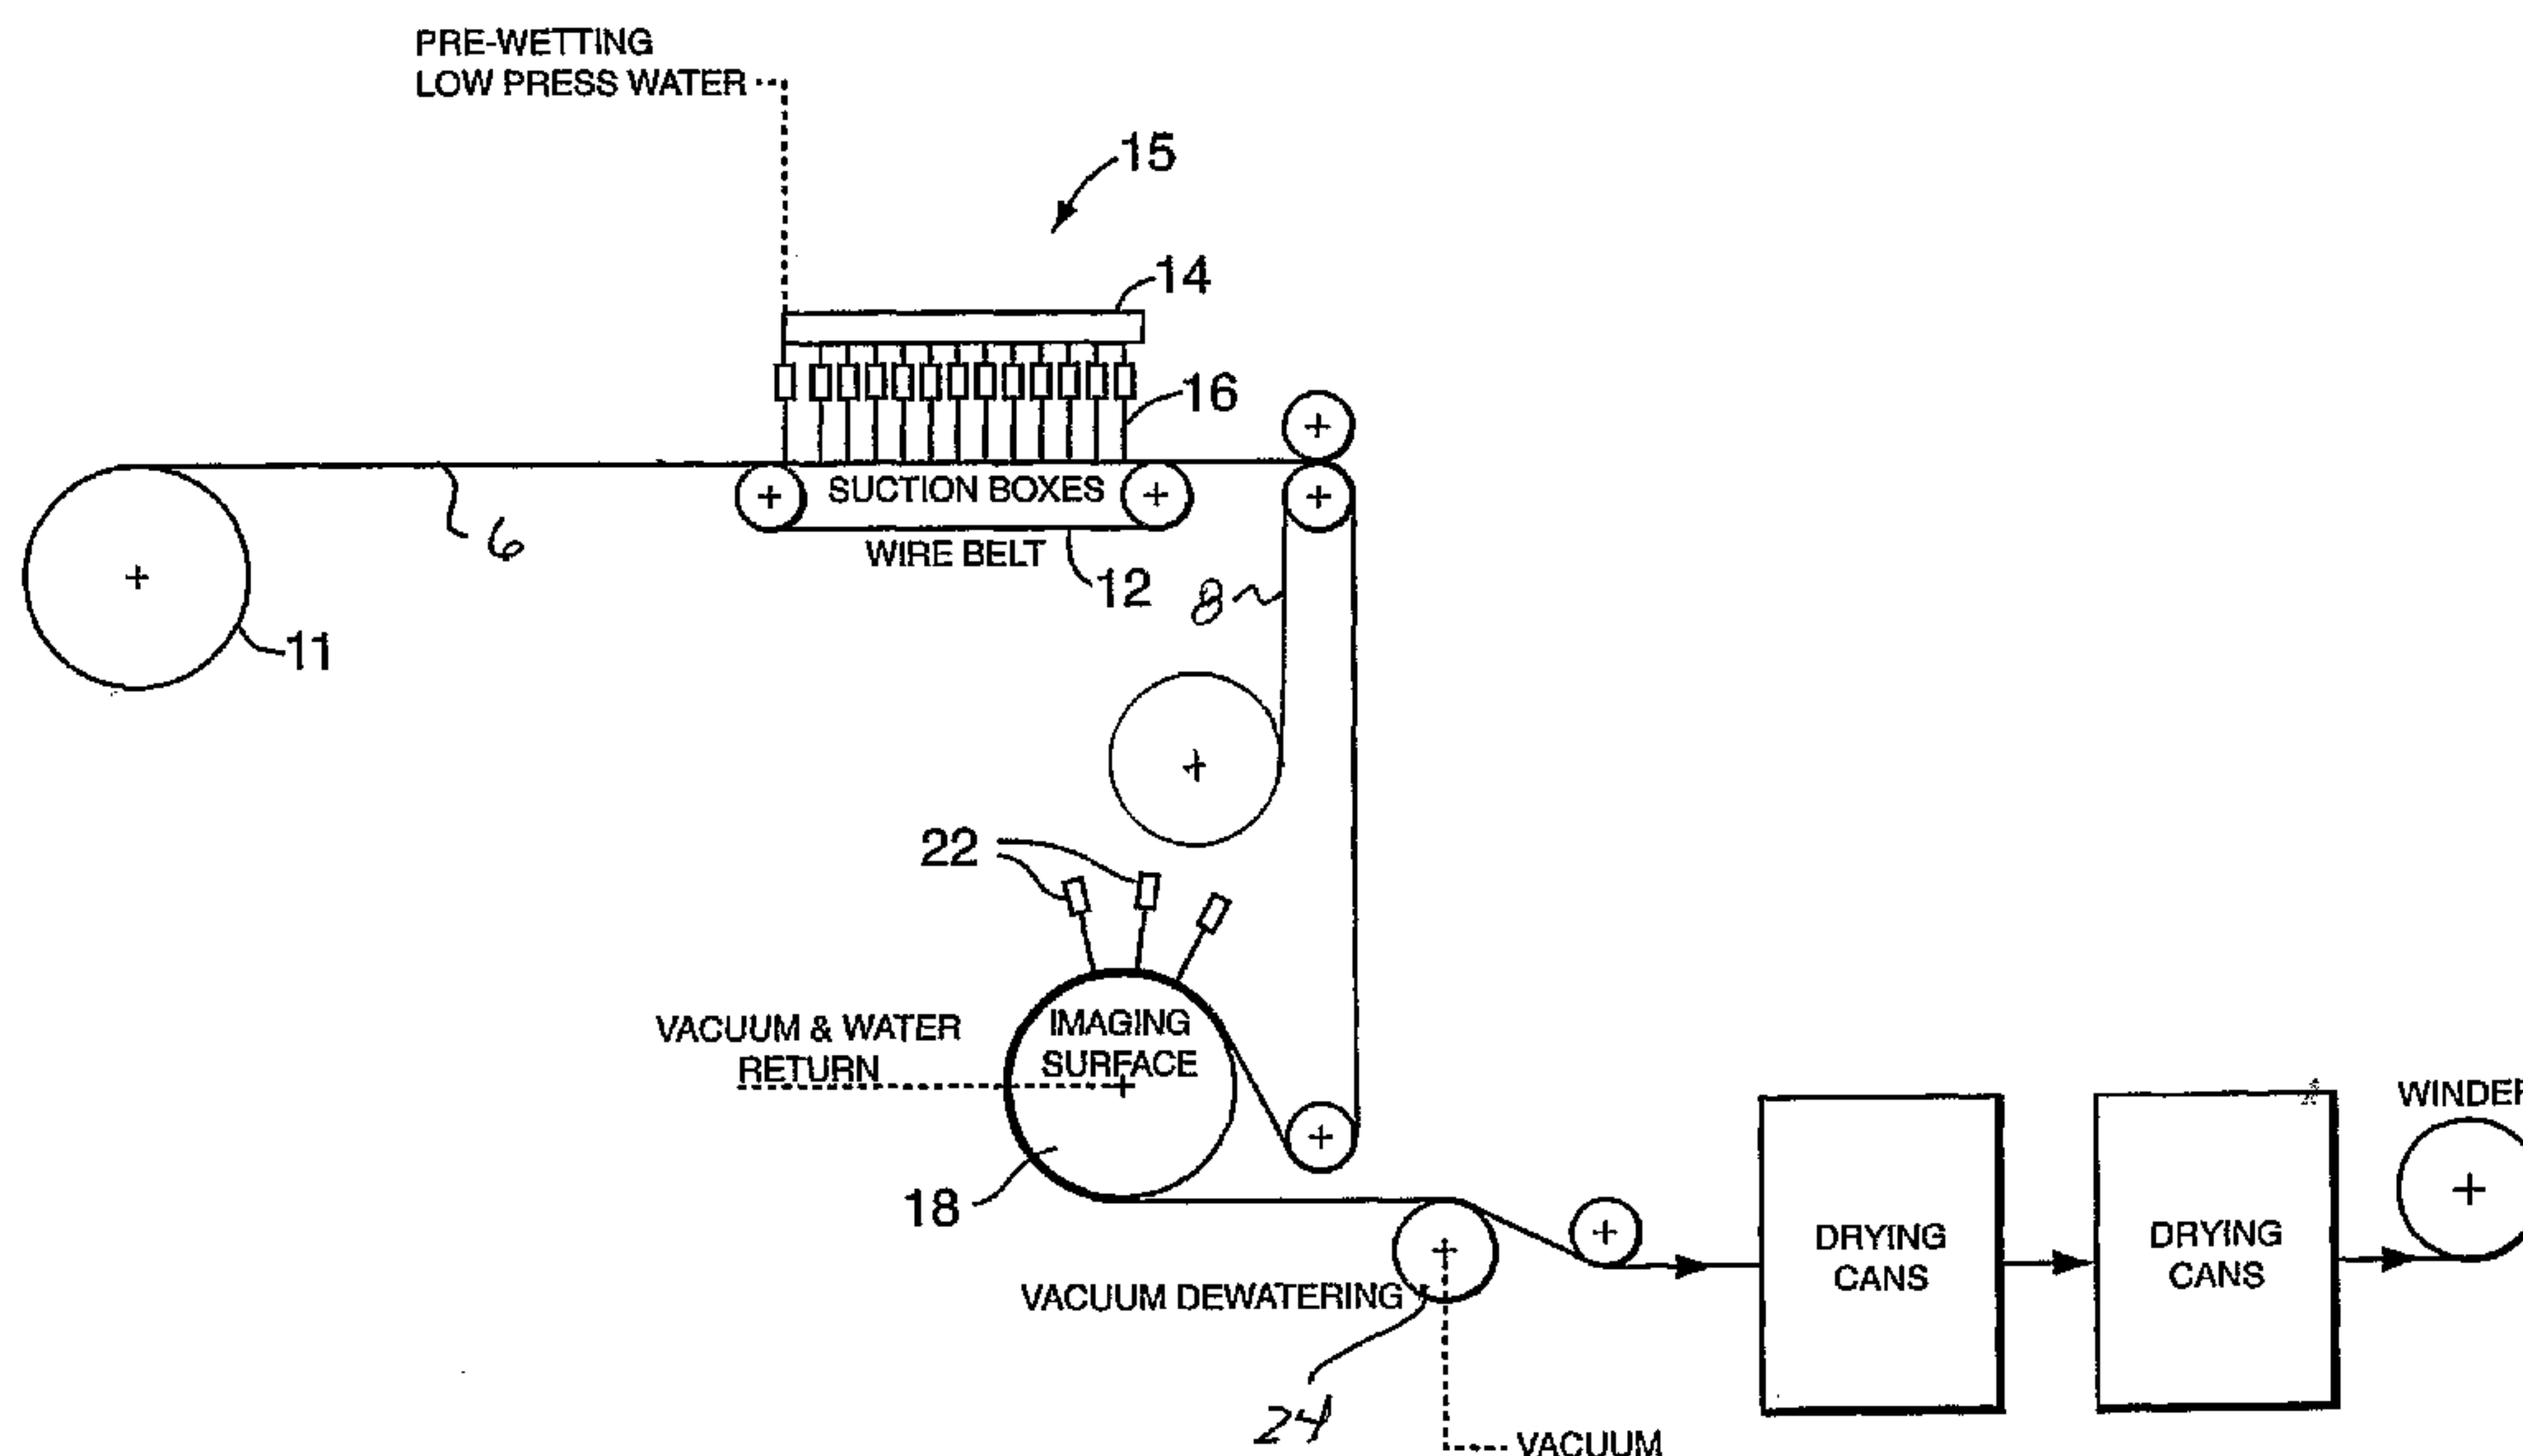 PRE-WETTING
LOW PRESS WATER
15
14
16
SUCTION BOXES
6
WIRE BELT
12
8
11
22
IMAGING
SURFACE
VACUUM & WATER
RETURN
18
WINDER
DRYING
CANS
DRYING
CANS
VACUUM DEWATERING
24
VACUUM